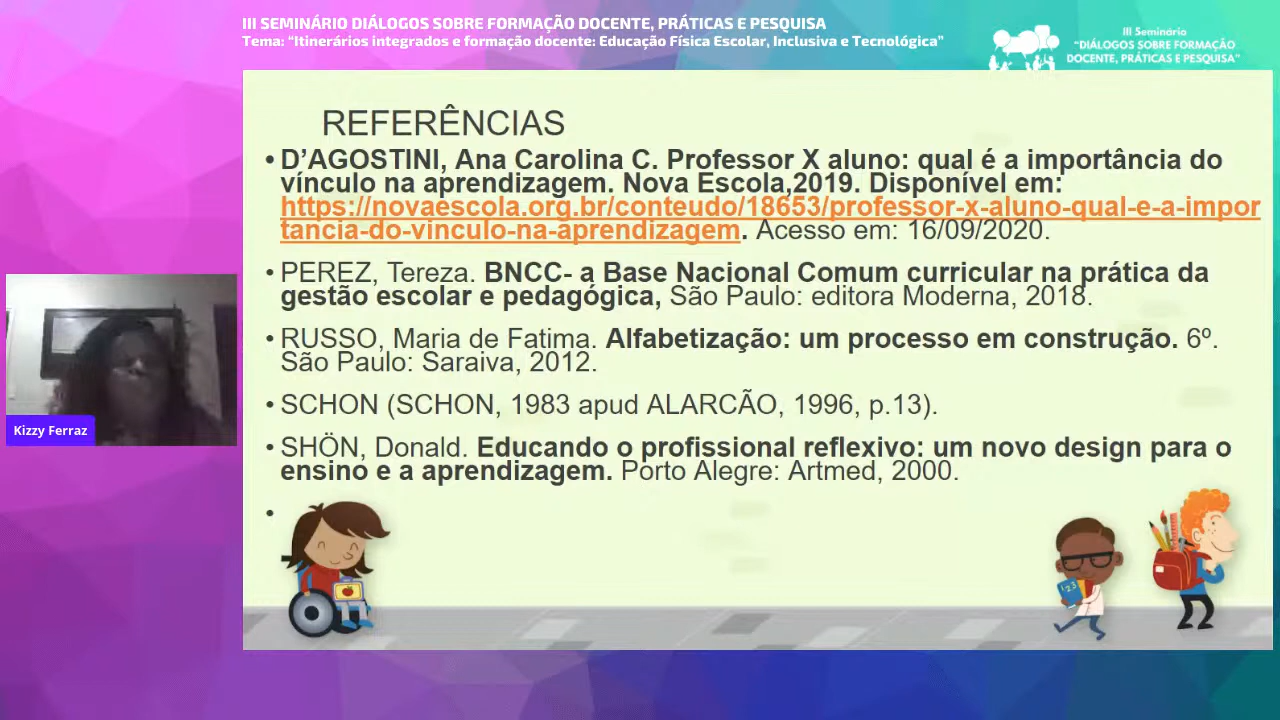 III SEMINÁRIO DIÁLOGOS SOBRE FORMAÇÃO DOCENTE, PRÁTICAS E PESQUISA
Tema: “Itinerários integrados e formação docente: Educação Física Escolar, Inclusiva e Tecnológica”
III Seminário
“DIÁLOGOS SOBRE FORMAÇÃO
DOCENTE, PRÁTICAS E PESQUISA”
REFERÊNCIAS
• D’AGOSTINI, Ana Carolina C. Professor X aluno: qual é a importância do
vínculo na aprendizagem. Nova Escola,2019. Disponível em:
https://novaescola.org.br/conteudo/18653/professor-x-aluno-qual-e-a-impor
tancia-do-vinculo-na-aprendizagem. Acesso em: 16/09/2020.
• PEREZ, Tereza. BNCC- a Base Nacional Comum curricular na prática da
gestão escolar e pedagógica, São Paulo: editora Moderna, 2018.
• RUSSO, Maria de Fatima. Alfabetização: um processo em construção. 6º.
São Paulo: Saraiva, 2012.
• SCHON (SCHON, 1983 apud ALARCÃO, 1996, p.13).
• SHÖN, Donald. Educando o profissional reflexivo: um novo design para o
ensino e a aprendizagem. Porto Alegre: Artmed, 2000.
•
Kizzy Ferraz
123